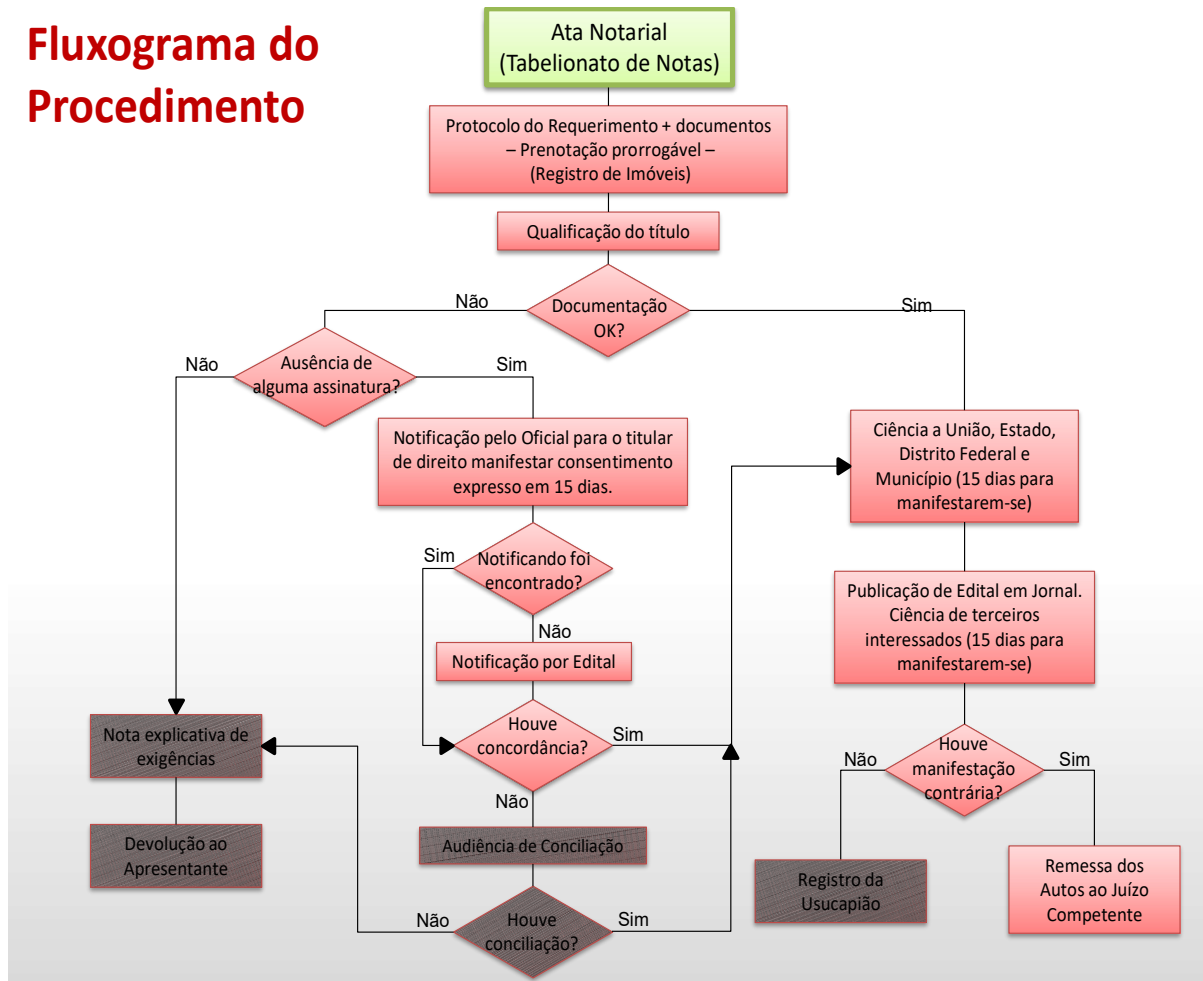 Fluxograma do
Procedimento
Ata Notarial
(Tabelionato de Notas)
Protocolo do Requerimento + documentos
– Prenotação prorrogável –
(Registro de Imóveis)
Qualificação do título
Documentação
OK?
Não
Sim
Ausência de
alguma assinatura?
Não
Sim
Notificação pelo Oficial para o titular
de direito manifestar consentimento
expresso em 15 dias.
Notificando foi
encontrado?
Sim
Não
Notificação por Edital
Houve
concordância?
Sim
Não
Audiência de Conciliação
Houve
conciliação?
Não
Sim
Nota explicativa de
exigências
Devolução ao
Apresentante
Ciência a União, Estado,
Distrito Federal e
Município (15 dias para
manifestarem-se)
Publicação de Edital em Jornal.
Ciência de terceiros
interessados (15 dias para
manifestarem-se)
Houve
manifestação
contrária?
Não
Sim
Registro da
Usucapião
Remessa dos
Autos ao Juízo
Competente